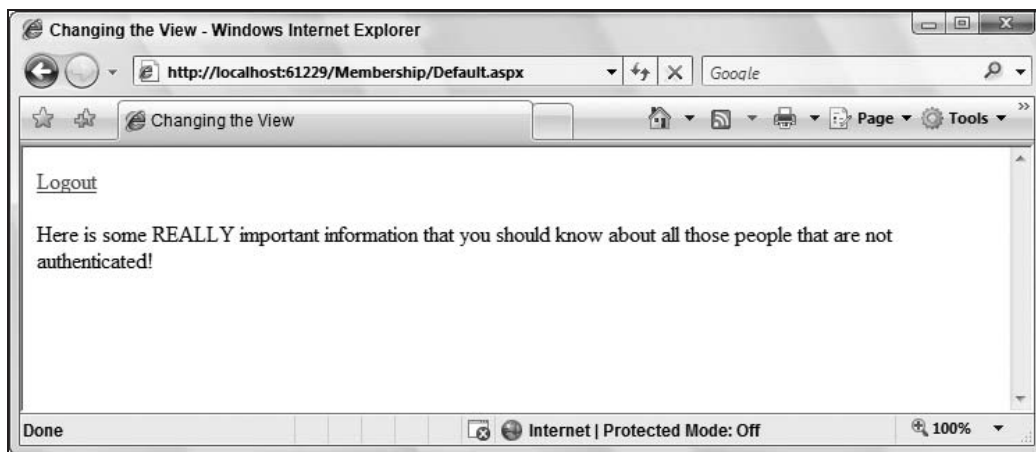 Changing the View - Windows Internet Explorer
http://localhost:61229/Membership/Default.aspx
Google
Changing the View
Page
Tools
Logout
Here is some REALLY important information that you should know about all those people that are not
authenticated!
Done
Internet | Protected Mode: Off
100%